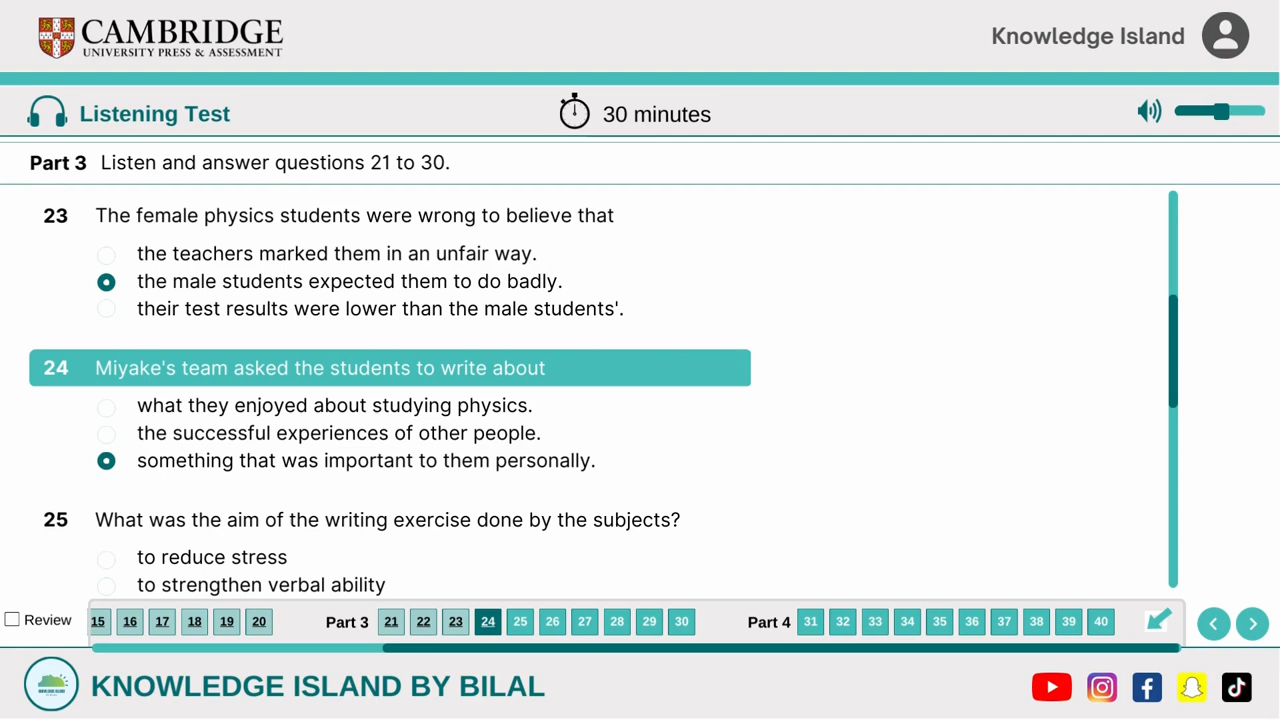 CAMBRIDGE
UNIVERSITY PRESS & ASSESSMENT
Knowledge Island
Listening Test
30 minutes
Part 3 Listen and answer questions 21 to 30.
23 The female physics students were wrong to believe that
the teachers marked them in an unfair way.
the male students expected them to do badly.
their test results were lower than the male students'.
24 Miyake's team asked the students to write about
what they enjoyed about studying physics.
the successful experiences of other people.
something that was important to them personally.
25 What was the aim of the writing exercise done by the subjects?
to reduce stress
to strengthen verbal ability
Review 15 16 17 18 19 20 Part 3 21 22 23 24 25 26 27 28 29 30 Part 4 31 32 33 34 35 36 37 38 39 40
KNOWLEDGE ISLAND BY BILAL